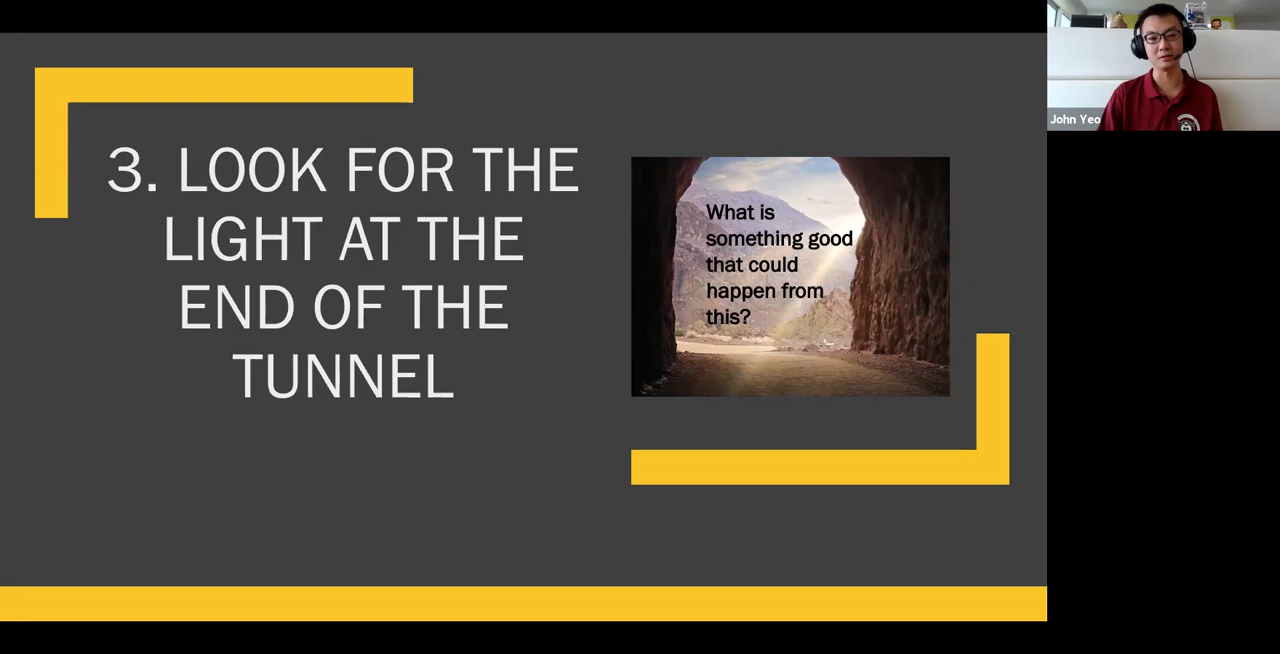 3. LOOK FOR THE
LIGHT AT THE
END OF THE
TUNNEL
What is
something good
that could
happen from
this?
John Yeo